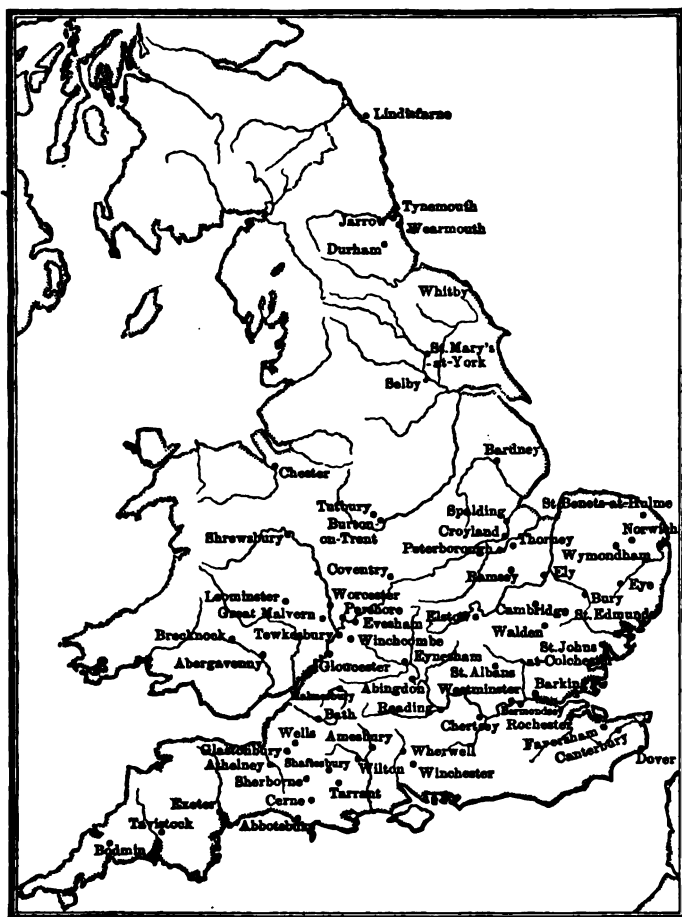 Lindisfarne
Tynemouth
Jarrow
Wearmouth
Durham
Whitby
St. Mary's
-at-York
Selby
Bardney
Chester
St. Benets-at-Hulme
Tutbury
Spalding
Burton
on-Trent
Norwich
Croyland
Thorney
Shrewsbury
Peterborough
Wymondham
Coventry
Ramsey
Ely
Eye
Worcester
Bury
Leominster
Pershore
Cambridge
St. Edmunds
Great Malvern
Evesham
Elstow
Walden
Brecknock
Tewkesbury
Winchcombe
St. Johns
-at-Colchester
Abergavenny
Gloucester
Eynsham
St. Albans
Abingdon
Westminster
Barking
Malmesbury
Reading
Bermondsey
Bath
Chertsey
Rochester
Wells
Amesbury
Faversham
Glastonbury
Wherwell
Canterbury
Athelney
Shaftesbury
Wilton
Winchester
Dover
Sherborne
Tarrant
Exeter
Cerne
Tavistock
Abbotsbury
Bodmin